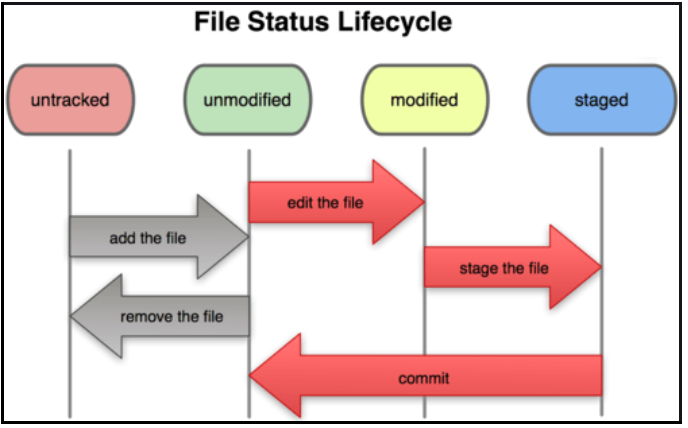 File Status Lifecycle
untracked
unmodified
modified
staged
edit the file
add the file
stage the file
remove the file
commit